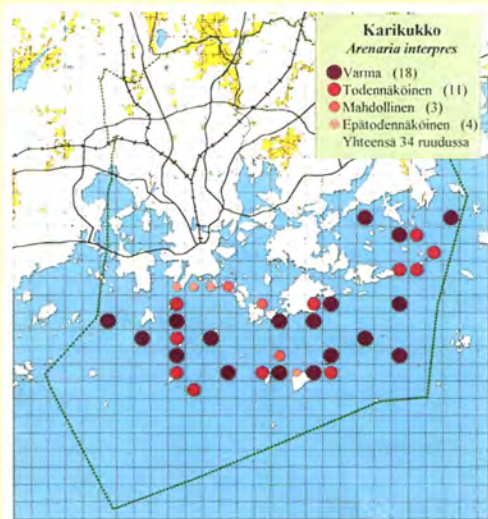 Karikukko
Arenaria interpres
Varma (18)
Todennäköinen (11)
Mahdollinen (3)
Epätodennäköinen (4)
Yhteensä 34 ruudussa